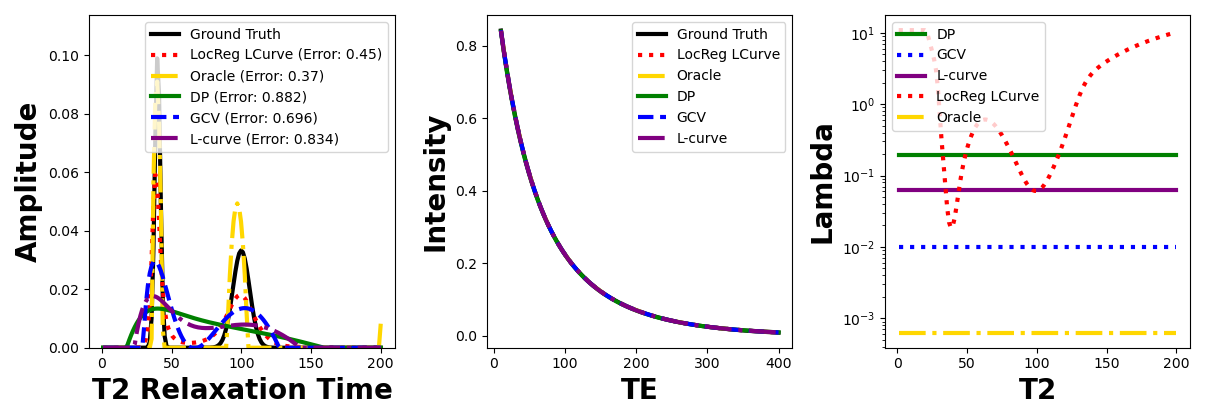 Amplitude
0.10
0.08
0.06
0.04
0.02
0.00
Ground Truth
LocReg LCurve (Error: 0.45)
Oracle (Error: 0.37)
DP (Error: 0.882)
GCV (Error: 0.696)
L-curve (Error: 0.834)
0
50
100
150
200
T2 Relaxation Time
Intensity
0.8
0.6
0.4
0.2
0.0
Ground Truth
LocReg LCurve
Oracle
DP
GCV
L-curve
0
100
200
300
400
TE
Lambda
10¹
10⁰
10⁻¹
10⁻²
10⁻³
DP
GCV
L-curve
LocReg LCurve
Oracle
0
50
100
150
200
T2